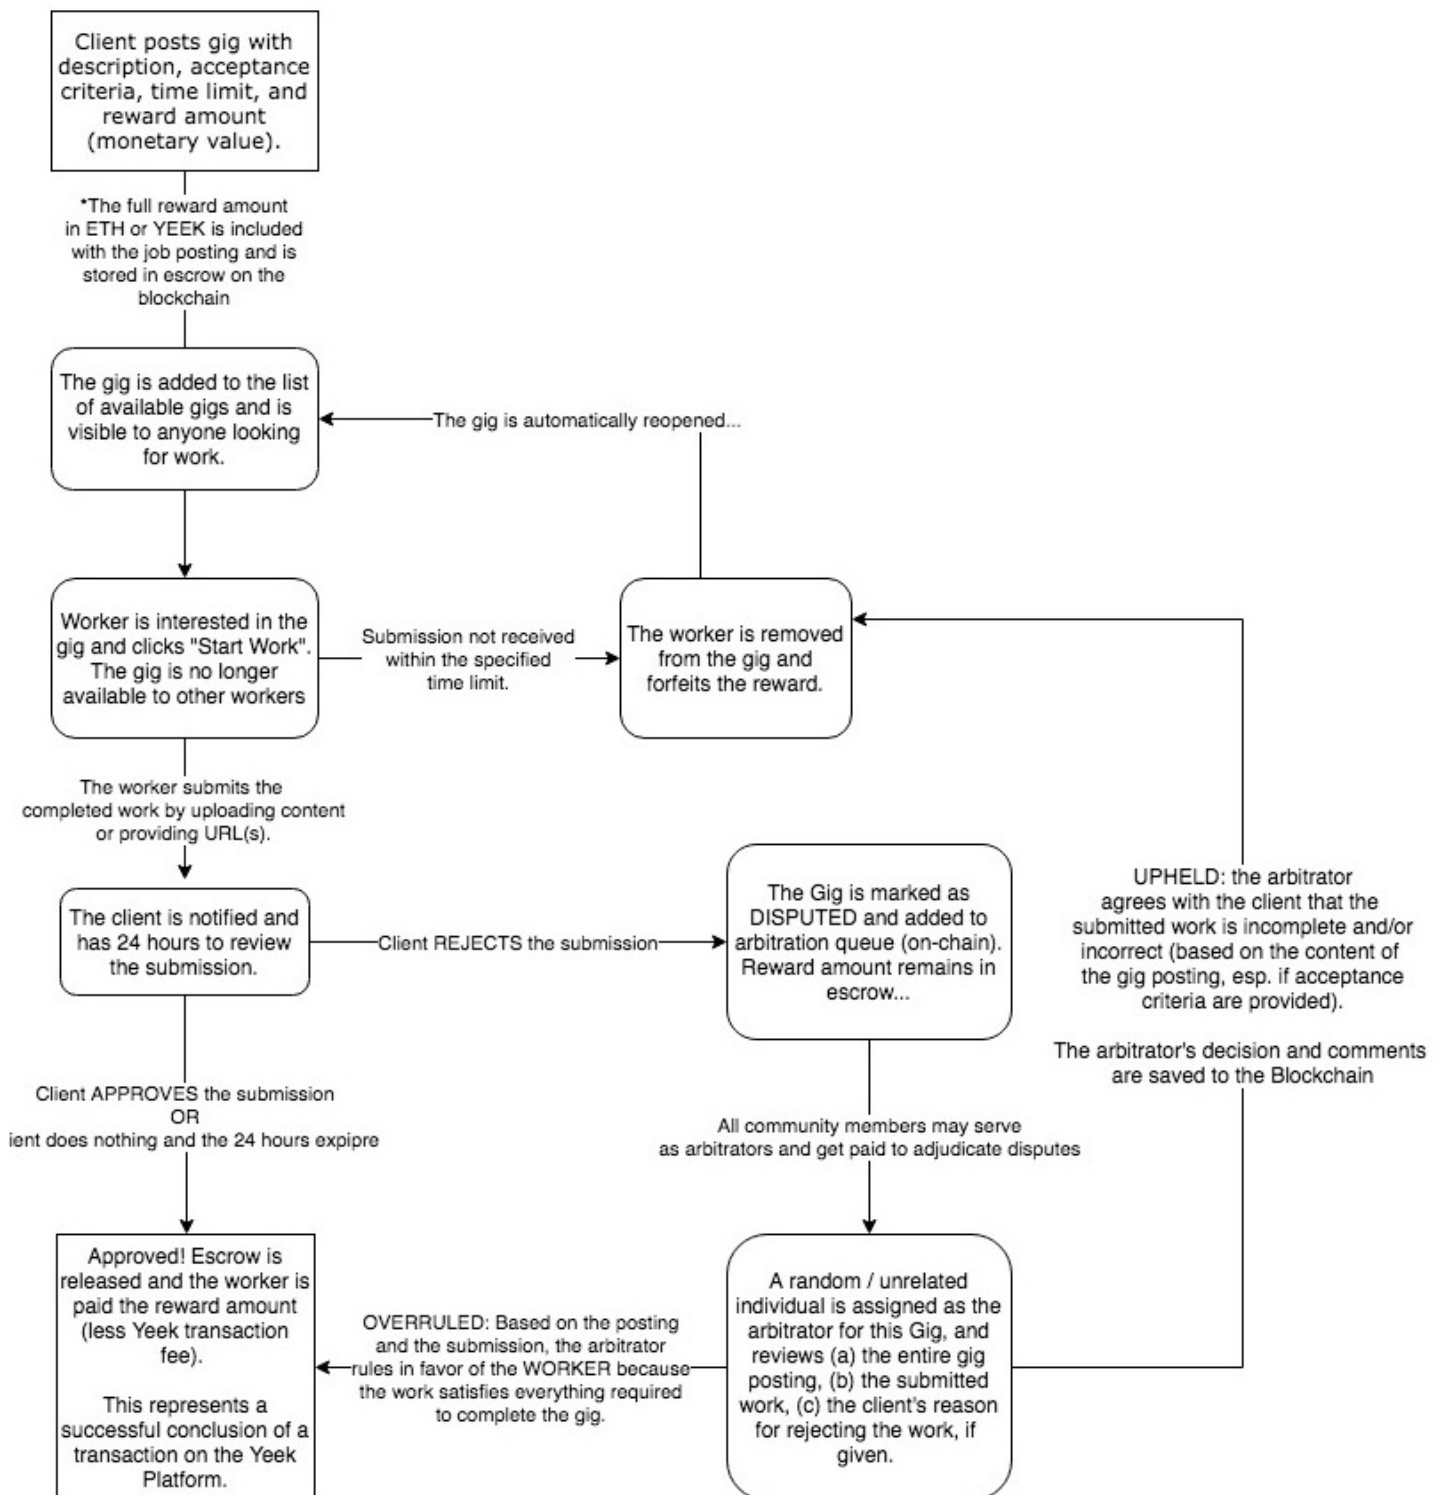 Client posts gig with
description, acceptance
criteria, time limit, and
reward amount
(monetary value).
*The full reward amount
in ETH or YEEK is included
with the job posting and is
stored in escrow on the
blockchain
The gig is added to the list
of available gigs and is
visible to anyone looking
for work.
The gig is automatically reopened...
Worker is interested in the
gig and clicks "Start Work".
The gig is no longer
available to other workers
Submission not received
within the specified
time limit.
The worker is removed
from the gig and
forfeits the reward.
The worker submits the
completed work by uploading content
or providing URL(s).
The client is notified and
has 24 hours to review
the submission.
Client REJECTS the submission
The Gig is marked as
DISPUTED and added to
arbitration queue (on-chain).
Reward amount remains in
escrow...
UPHELD: the arbitrator
agrees with the client that the
submitted work is incomplete and/or
incorrect (based on the content of
the gig posting, esp. if acceptance
criteria are provided).
The arbitrator's decision and comments
are saved to the Blockchain
Client APPROVES the submission
OR
ient does nothing and the 24 hours expipre
All community members may serve
as arbitrators and get paid to adjudicate disputes
Approved! Escrow is
released and the worker is
paid the reward amount
(less Yeek transaction
fee).
This represents a
successful conclusion of a
transaction on the Yeek
Platform.
OVERRULED: Based on the posting
and the submission, the arbitrator
rules in favor of the WORKER because
the work satisfies everything required
to complete the gig.
A random / unrelated
individual is assigned as the
arbitrator for this Gig, and
reviews (a) the entire gig
posting, (b) the submitted
work, (c) the client's reason
for rejecting the work, if
given.